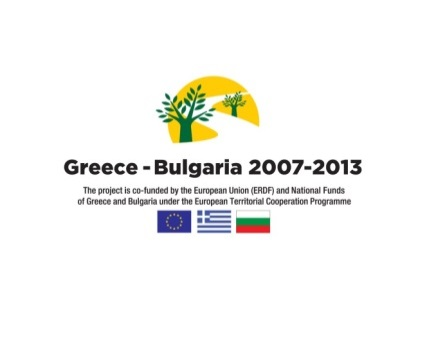 Greece - Bulgaria 2007-2013
The project is co-funded by the European Union (ERDF) and National Funds
of Greece and Bulgaria under the European Territorial Cooperation Programme